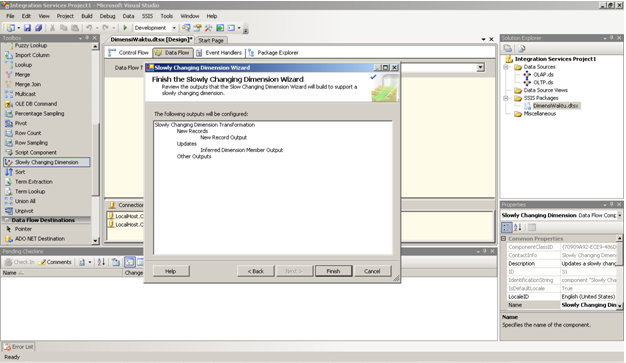 Integration Services Project1 - Microsoft Visual Studio
File Edit View Project Build Debug Data SSIS Tools Window Help
Development
Toolbox
Fuzzy Lookup
Import Column
Lookup
Merge
Merge Join
Multicast
OLE DB Command
Percentage Sampling
Pivot
Row Count
Row Sampling
Script Component
Slowly Changing Dimension
Sort
Term Extraction
Term Lookup
Union All
Unpivot
Data Flow Destinations
Pointer
ADO NET Destination
DimensiWaktu.dtsx [Design]* Start Page
Control Flow Data Flow Event Handlers Package Explorer
Data Flow T
Slowly Changing Dimension Wizard
Finish the Slowly Changing Dimension Wizard
Review the outputs that the Slow Changing Dimension Wizard will build to support a
slowly changing dimension.
The following outputs will be configured:
Slowly Changing Dimension Transformation
New Records
New Record Output
Updates
Inferred Dimension Member Output
Other Outputs
Help < Back Next > Finish Cancel
Connection
LocalHost.C
LocalHost.C
Solution Explorer
Integration Services Project1
Data Sources
OLAP.ds
OLTP.ds
Data Source Views
SSIS Packages
DimensiWaktu.dtsx
Miscellaneous
Properties
Slowly Changing Dimension Data Flow Comp
Common Properties
ComponentClassID
ContactInfo Slowly Changing Dimen
Description Updates a slowly chang
ID 31
IdentificationString component "Slowly Cha
IsDefaultLocale True
LocaleID English (United States)
Name Slowly Changing Din
Name
Specifies the name of the component.
Pending Checkins
Check In Comments
Name Change
Error List
Ready